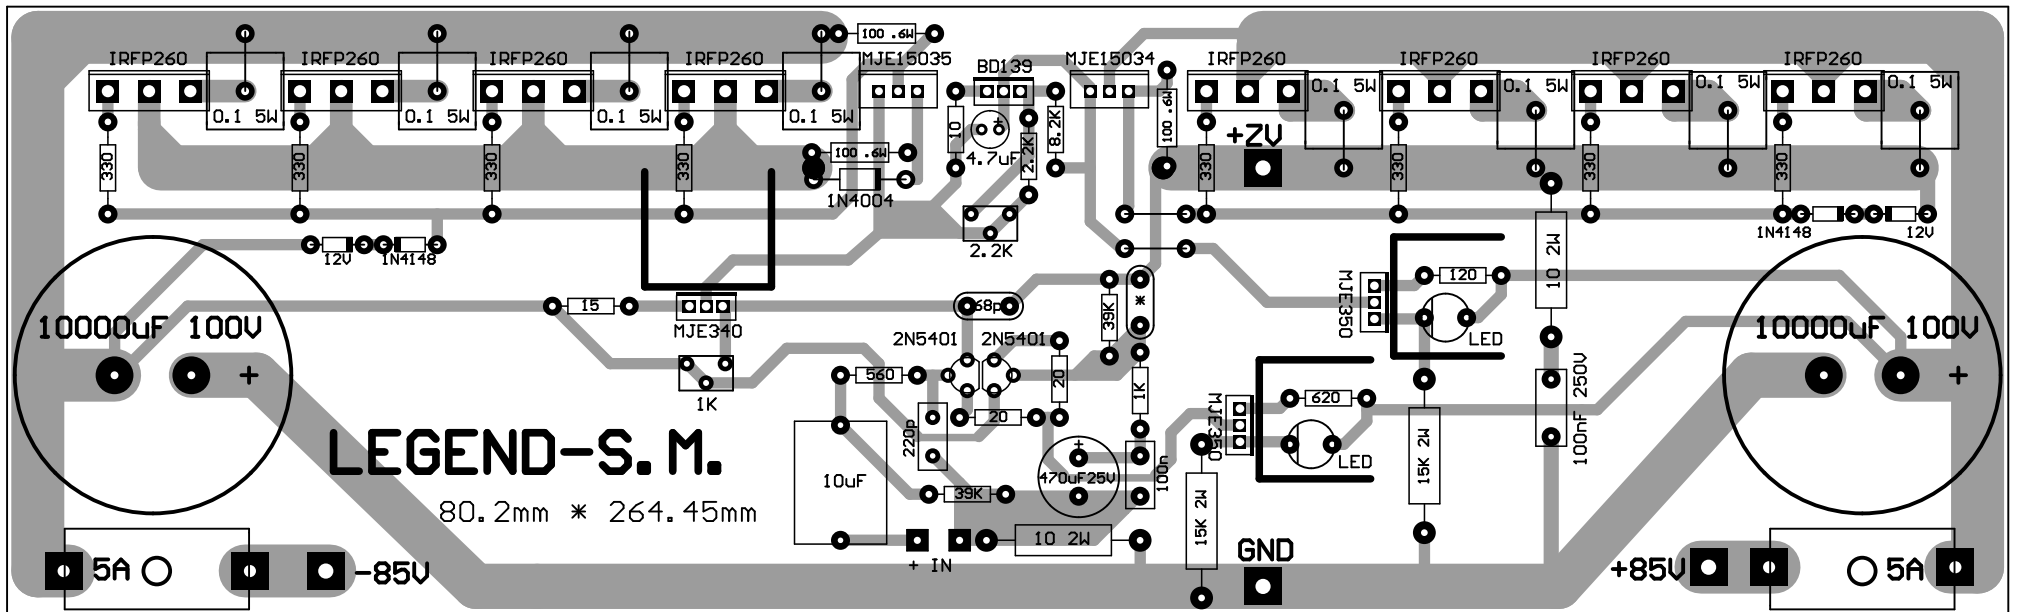 IRFP260 IRFP260 IRFP260 IRFP260 100 .6W MJE15035 BD139 MJE15034 IRFP260 IRFP260 IRFP260 IRFP260
0.1 5W 0.1 5W 0.1 5W 0.1 5W
0.1 5W 0.1 5W 0.1 5W 0.1 5W
10 + 4.7uF 2.2K 8.2K 100 .6W
+ZV
330 330 330 330 100 .6W 330 330 330 330
1N4004
2.2K
12V 1N4148
1N4148 12V
10 2W
MJE350 120
LED
15 68p 39K *
10000uF 100V
MJE340
10000uF 100V
2N5401 2N5401
+
+
560 20 1K
1K
20
100nF 250V
MJE350 620
LED
LEGEND-S.M.
220p
+
10uF
470uF25V
100n
15K 2W
39K
80.2mm * 264.45mm
15K 2W
10 2W
GND
+ IN
5A -85V
+85V 5A